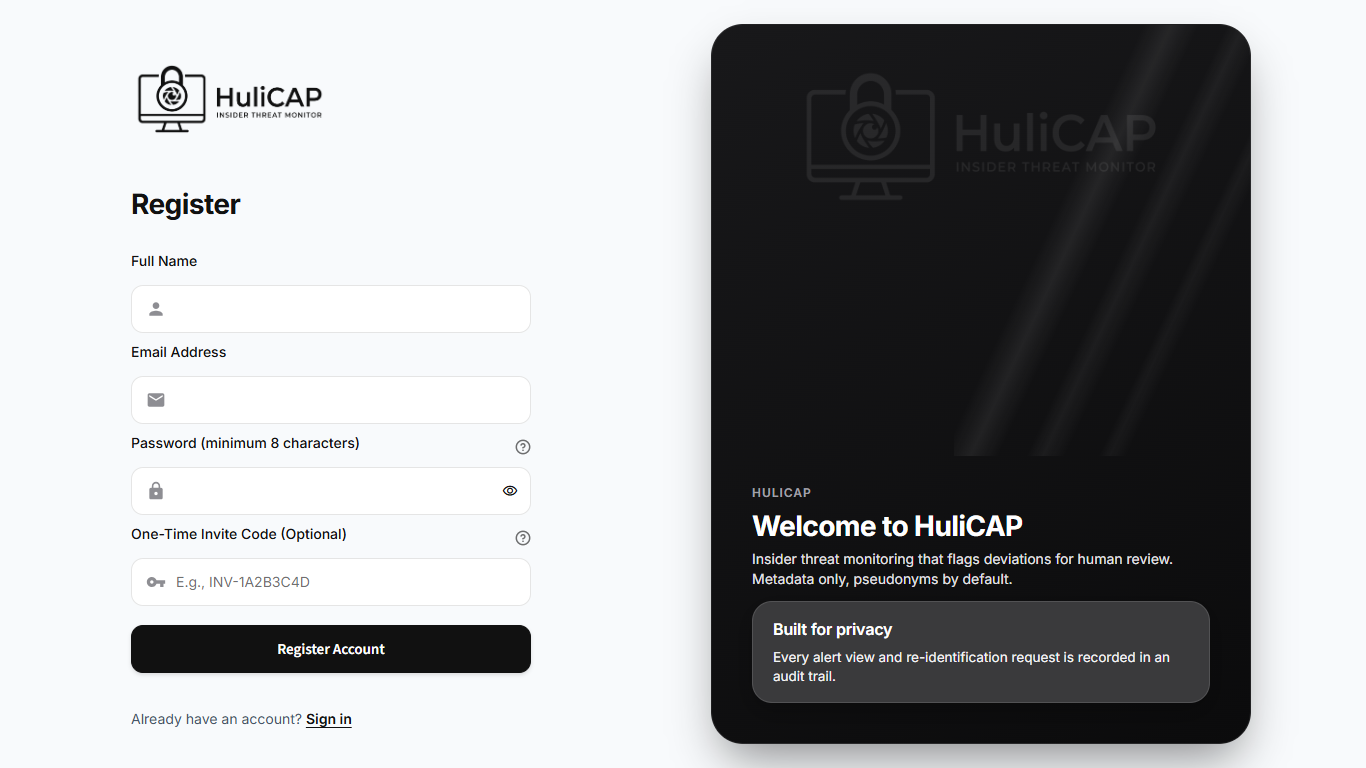 HuliCAP
INSIDER THREAT MONITOR
Register
Full Name
Email Address
Password (minimum 8 characters)
One-Time Invite Code (Optional)
E.g., INV-1A2B3C4D
Register Account
Already have an account? Sign in
HuliCAP
INSIDER THREAT MONITOR
HULICAP
Welcome to HuliCAP
Insider threat monitoring that flags deviations for human review.
Metadata only, pseudonyms by default.
Built for privacy
Every alert view and re-identification request is recorded in an
audit trail.